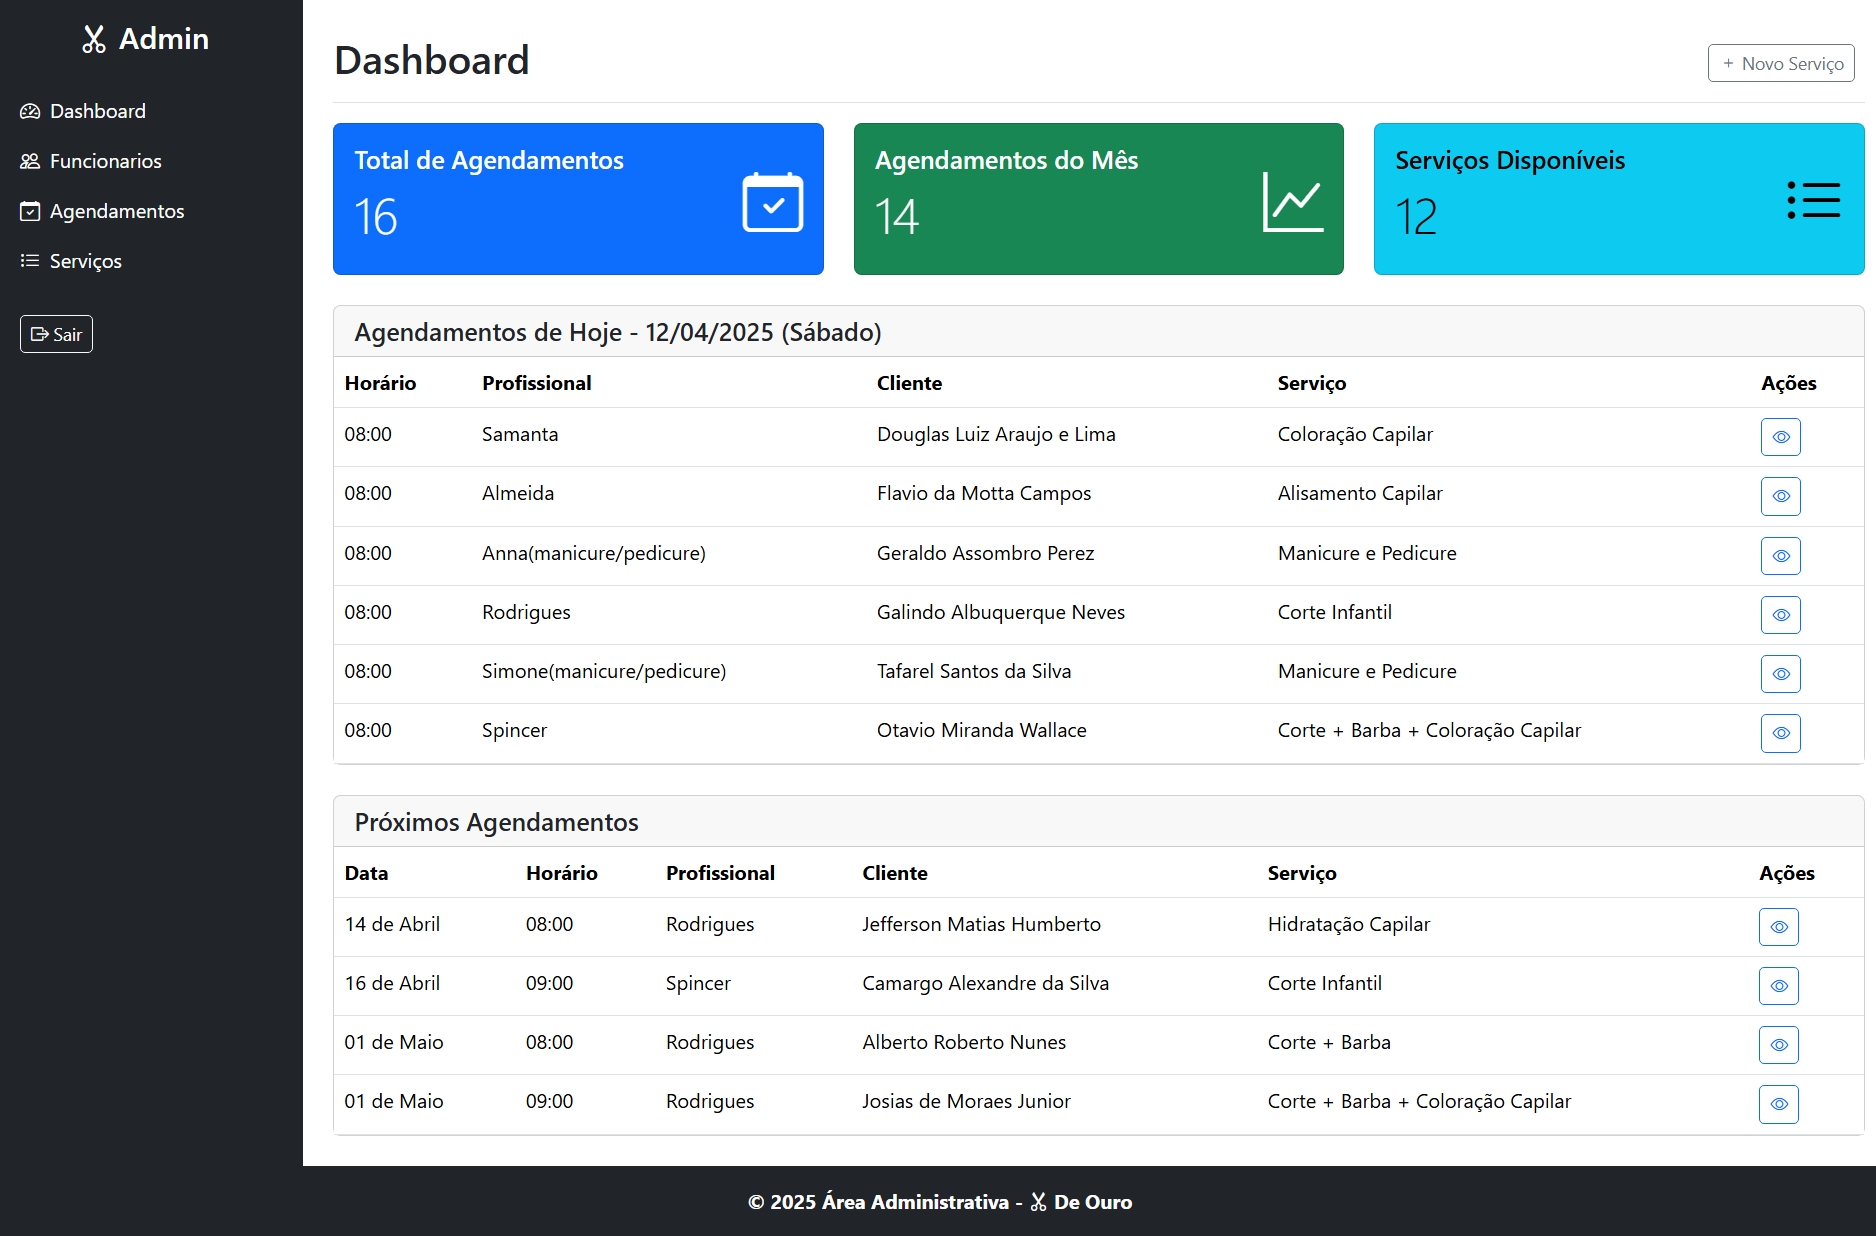 Admin
Dashboard
Funcionarios
Agendamentos
Serviços
Sair
Dashboard
+ Novo Serviço
Total de Agendamentos
16
Agendamentos do Mês
14
Serviços Disponíveis
12
Agendamentos de Hoje - 12/04/2025 (Sábado)
Horário Profissional Cliente Serviço Ações
08:00 Samanta Douglas Luiz Araujo e Lima Coloração Capilar
08:00 Almeida Flavio da Motta Campos Alisamento Capilar
08:00 Anna(manicure/pedicure) Geraldo Assombro Perez Manicure e Pedicure
08:00 Rodrigues Galindo Albuquerque Neves Corte Infantil
08:00 Simone(manicure/pedicure) Tafarel Santos da Silva Manicure e Pedicure
08:00 Spincer Otavio Miranda Wallace Corte + Barba + Coloração Capilar
Próximos Agendamentos
Data Horário Profissional Cliente Serviço Ações
14 de Abril 08:00 Rodrigues Jefferson Matias Humberto Hidratação Capilar
16 de Abril 09:00 Spincer Camargo Alexandre da Silva Corte Infantil
01 de Maio 08:00 Rodrigues Alberto Roberto Nunes Corte + Barba
01 de Maio 09:00 Rodrigues Josias de Moraes Junior Corte + Barba + Coloração Capilar
© 2025 Área Administrativa - De Ouro